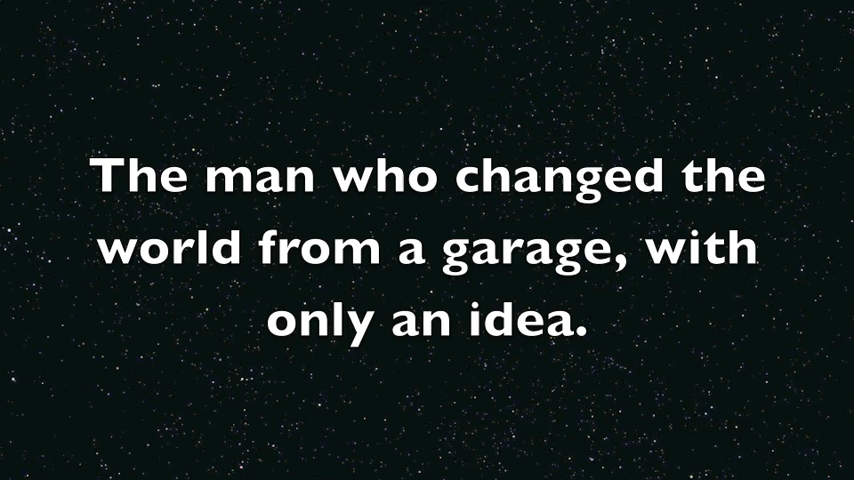 The man who changed the
world from a garage, with
only an idea.